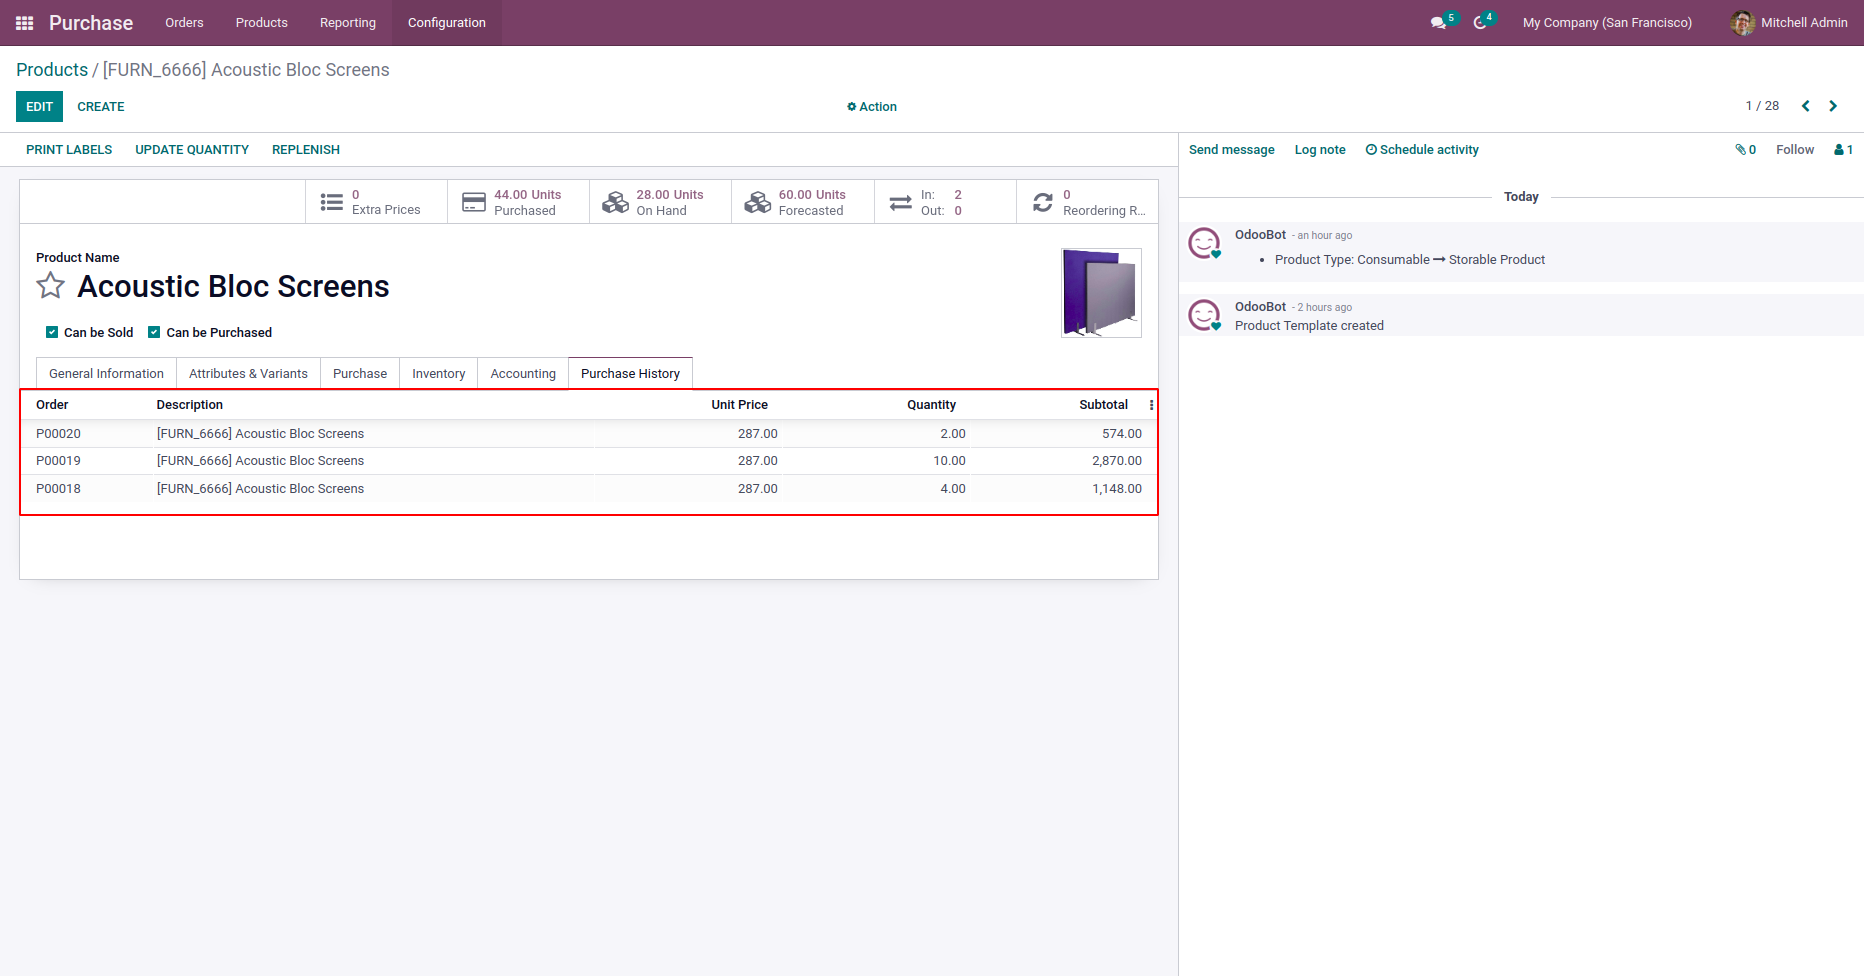 Purchase Orders Products Reporting Configuration 5 4 My Company (San Francisco) Mitchell Admin
Products / [FURN_6666] Acoustic Bloc Screens
EDIT CREATE Action 1 / 28
PRINT LABELS UPDATE QUANTITY REPLENISH
0 44.00 Units 28.00 Units 60.00 Units In: 2 0
Extra Prices Purchased On Hand Forecasted Out: 0 Reordering R...
Product Name
Acoustic Bloc Screens
Can be Sold Can be Purchased
General Information Attributes & Variants Purchase Inventory Accounting Purchase History
Order Description Unit Price Quantity Subtotal
P00020 [FURN_6666] Acoustic Bloc Screens 287.00 2.00 574.00
P00019 [FURN_6666] Acoustic Bloc Screens 287.00 10.00 2,870.00
P00018 [FURN_6666] Acoustic Bloc Screens 287.00 4.00 1,148.00
Send message Log note Schedule activity 0 Follow 1
Today
OdooBot - an hour ago
• Product Type: Consumable → Storable Product
OdooBot - 2 hours ago
Product Template created